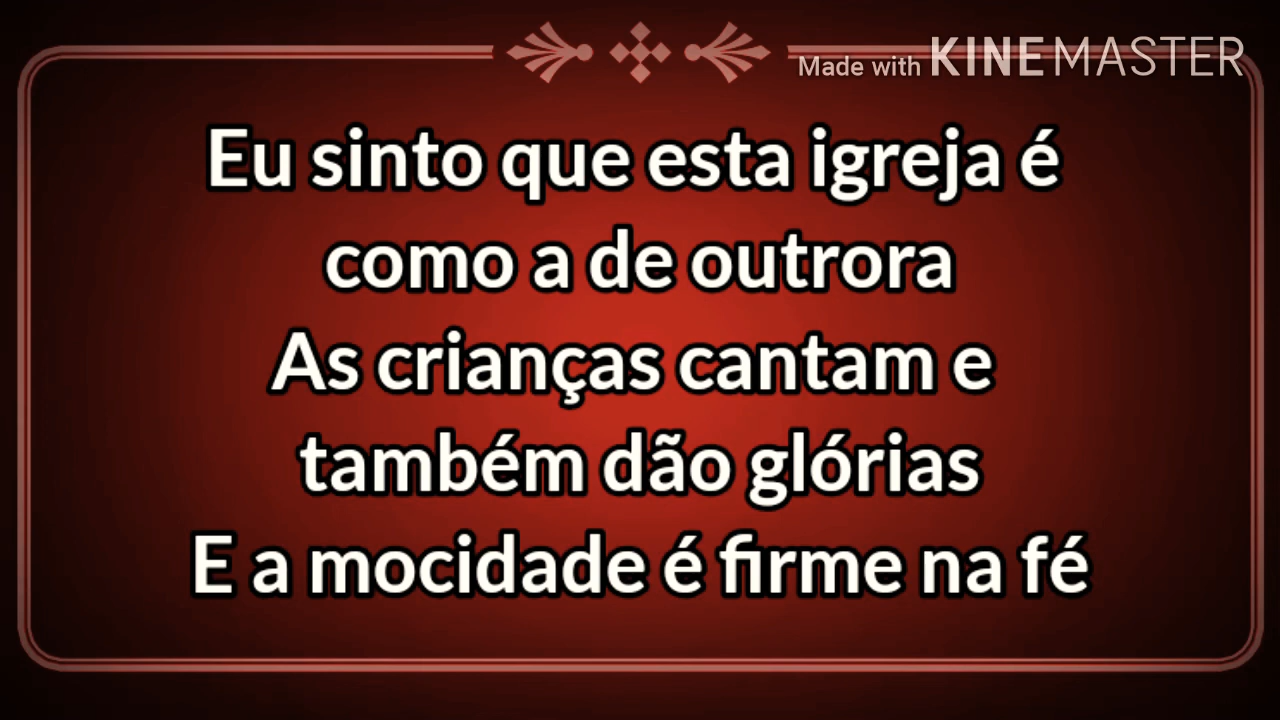 Made with KINEMASTER
Eu sinto que esta igreja é
como a de outrora
As crianças cantam e
também dão glórias
E a mocidade é firme na fé